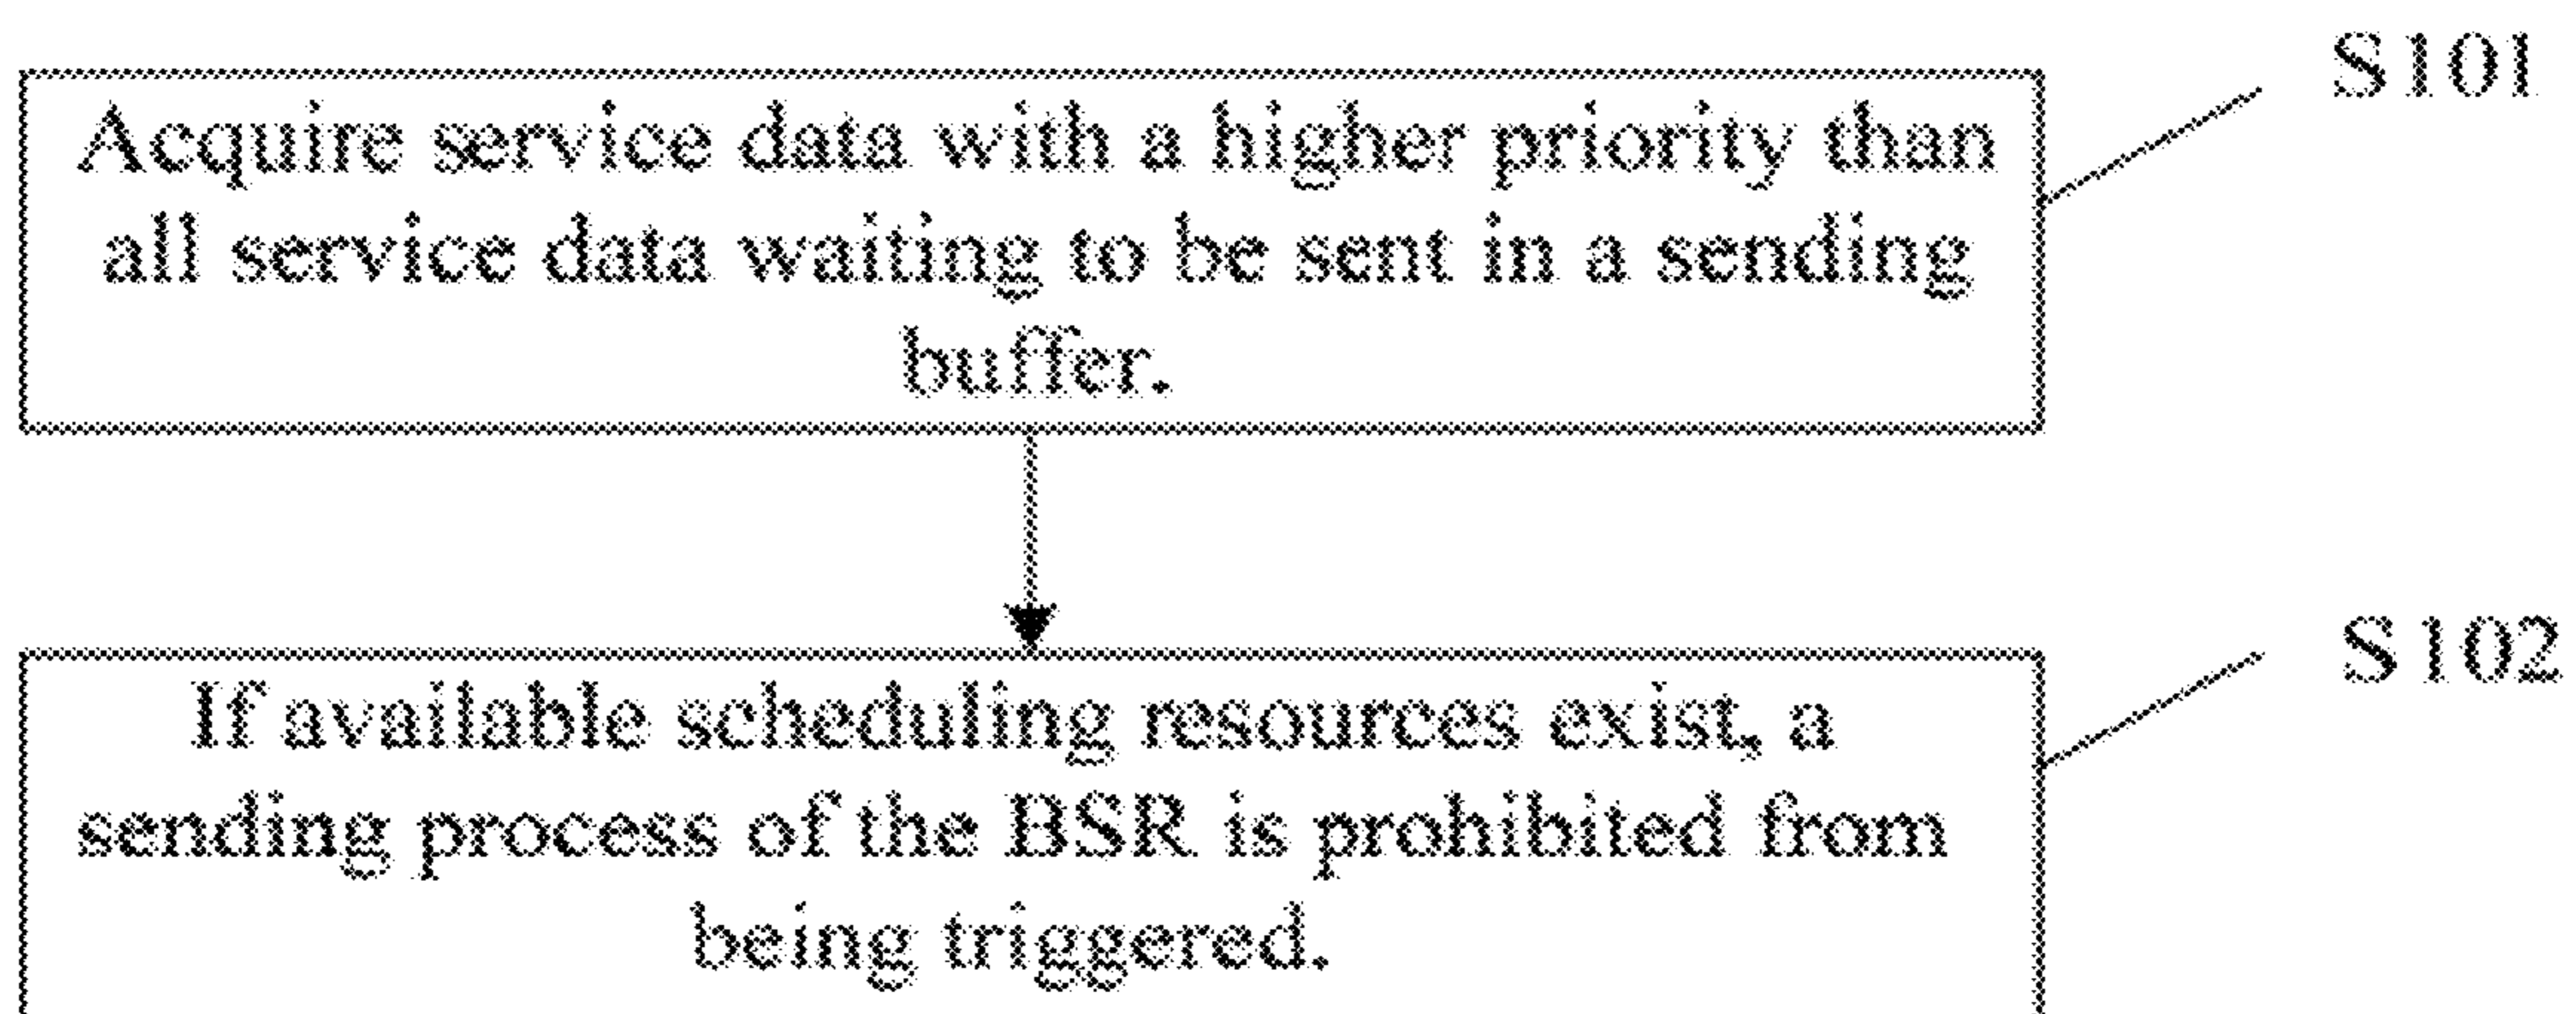 S101
Acquire service data with a higher priority than
all service data waiting to be sent in a sending
buffer.
S102
If available scheduling resources exist, a
sending process of the BSR is prohibited from
being triggered.